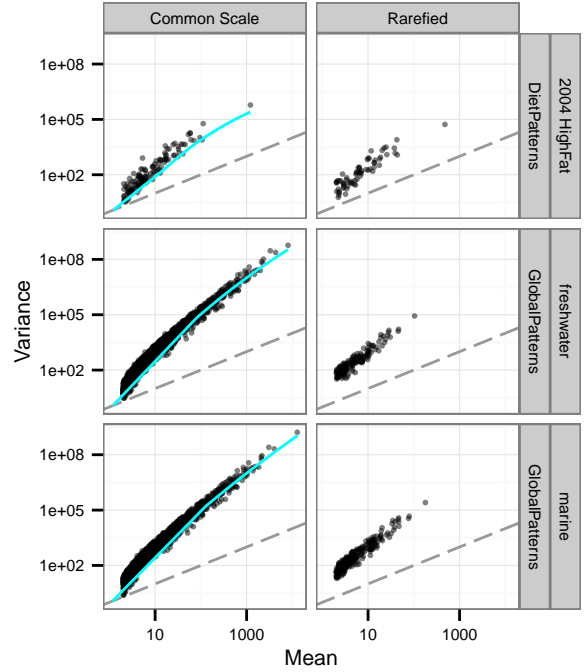 Common Scale
Rarefied
1e+08
1e+05
1e+02
DietPatterns
2004 HighFat
1e+08
1e+05
1e+02
GlobalPatterns
freshwater
1e+08
1e+05
1e+02
GlobalPatterns
marine
Variance
10
1000
10
1000
Mean